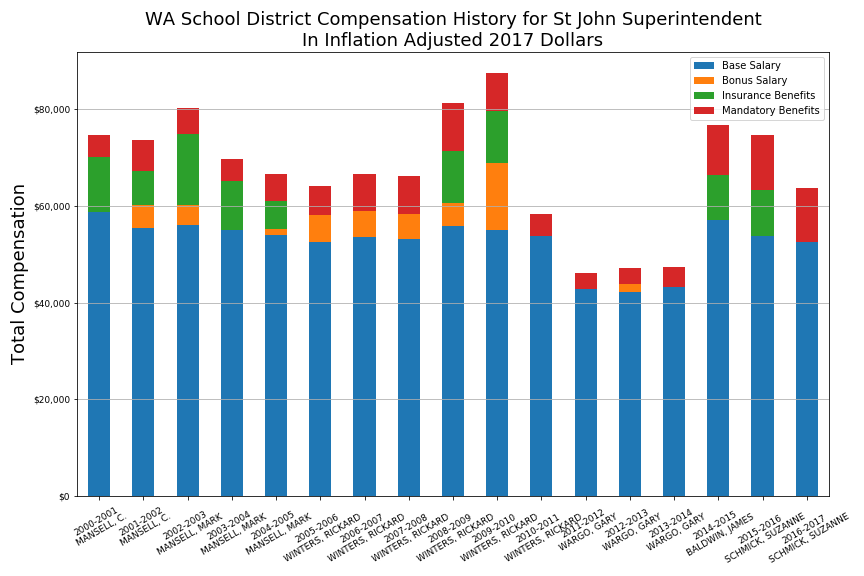 WA School District Compensation History for St John Superintendent
In Inflation Adjusted 2017 Dollars
Base Salary
Bonus Salary
Insurance Benefits
Mandatory Benefits
Total Compensation
$80,000
$60,000
$40,000
$20,000
$0
2000-2001
MANSELL, C.
2001-2002
MANSELL, C.
2002-2003
MANSELL, MARK
2003-2004
MANSELL, MARK
2004-2005
MANSELL, MARK
2005-2006
WINTERS, RICKARD
2006-2007
WINTERS, RICKARD
2007-2008
WINTERS, RICKARD
2008-2009
WINTERS, RICKARD
2009-2010
WINTERS, RICKARD
2010-2011
WINTERS, RICKARD
2011-2012
WARGO, GARY
2012-2013
WARGO, GARY
2013-2014
WARGO, GARY
2014-2015
BALDWIN, JAMES
2015-2016
SCHMICK, SUZANNE
2016-2017
SCHMICK, SUZANNE